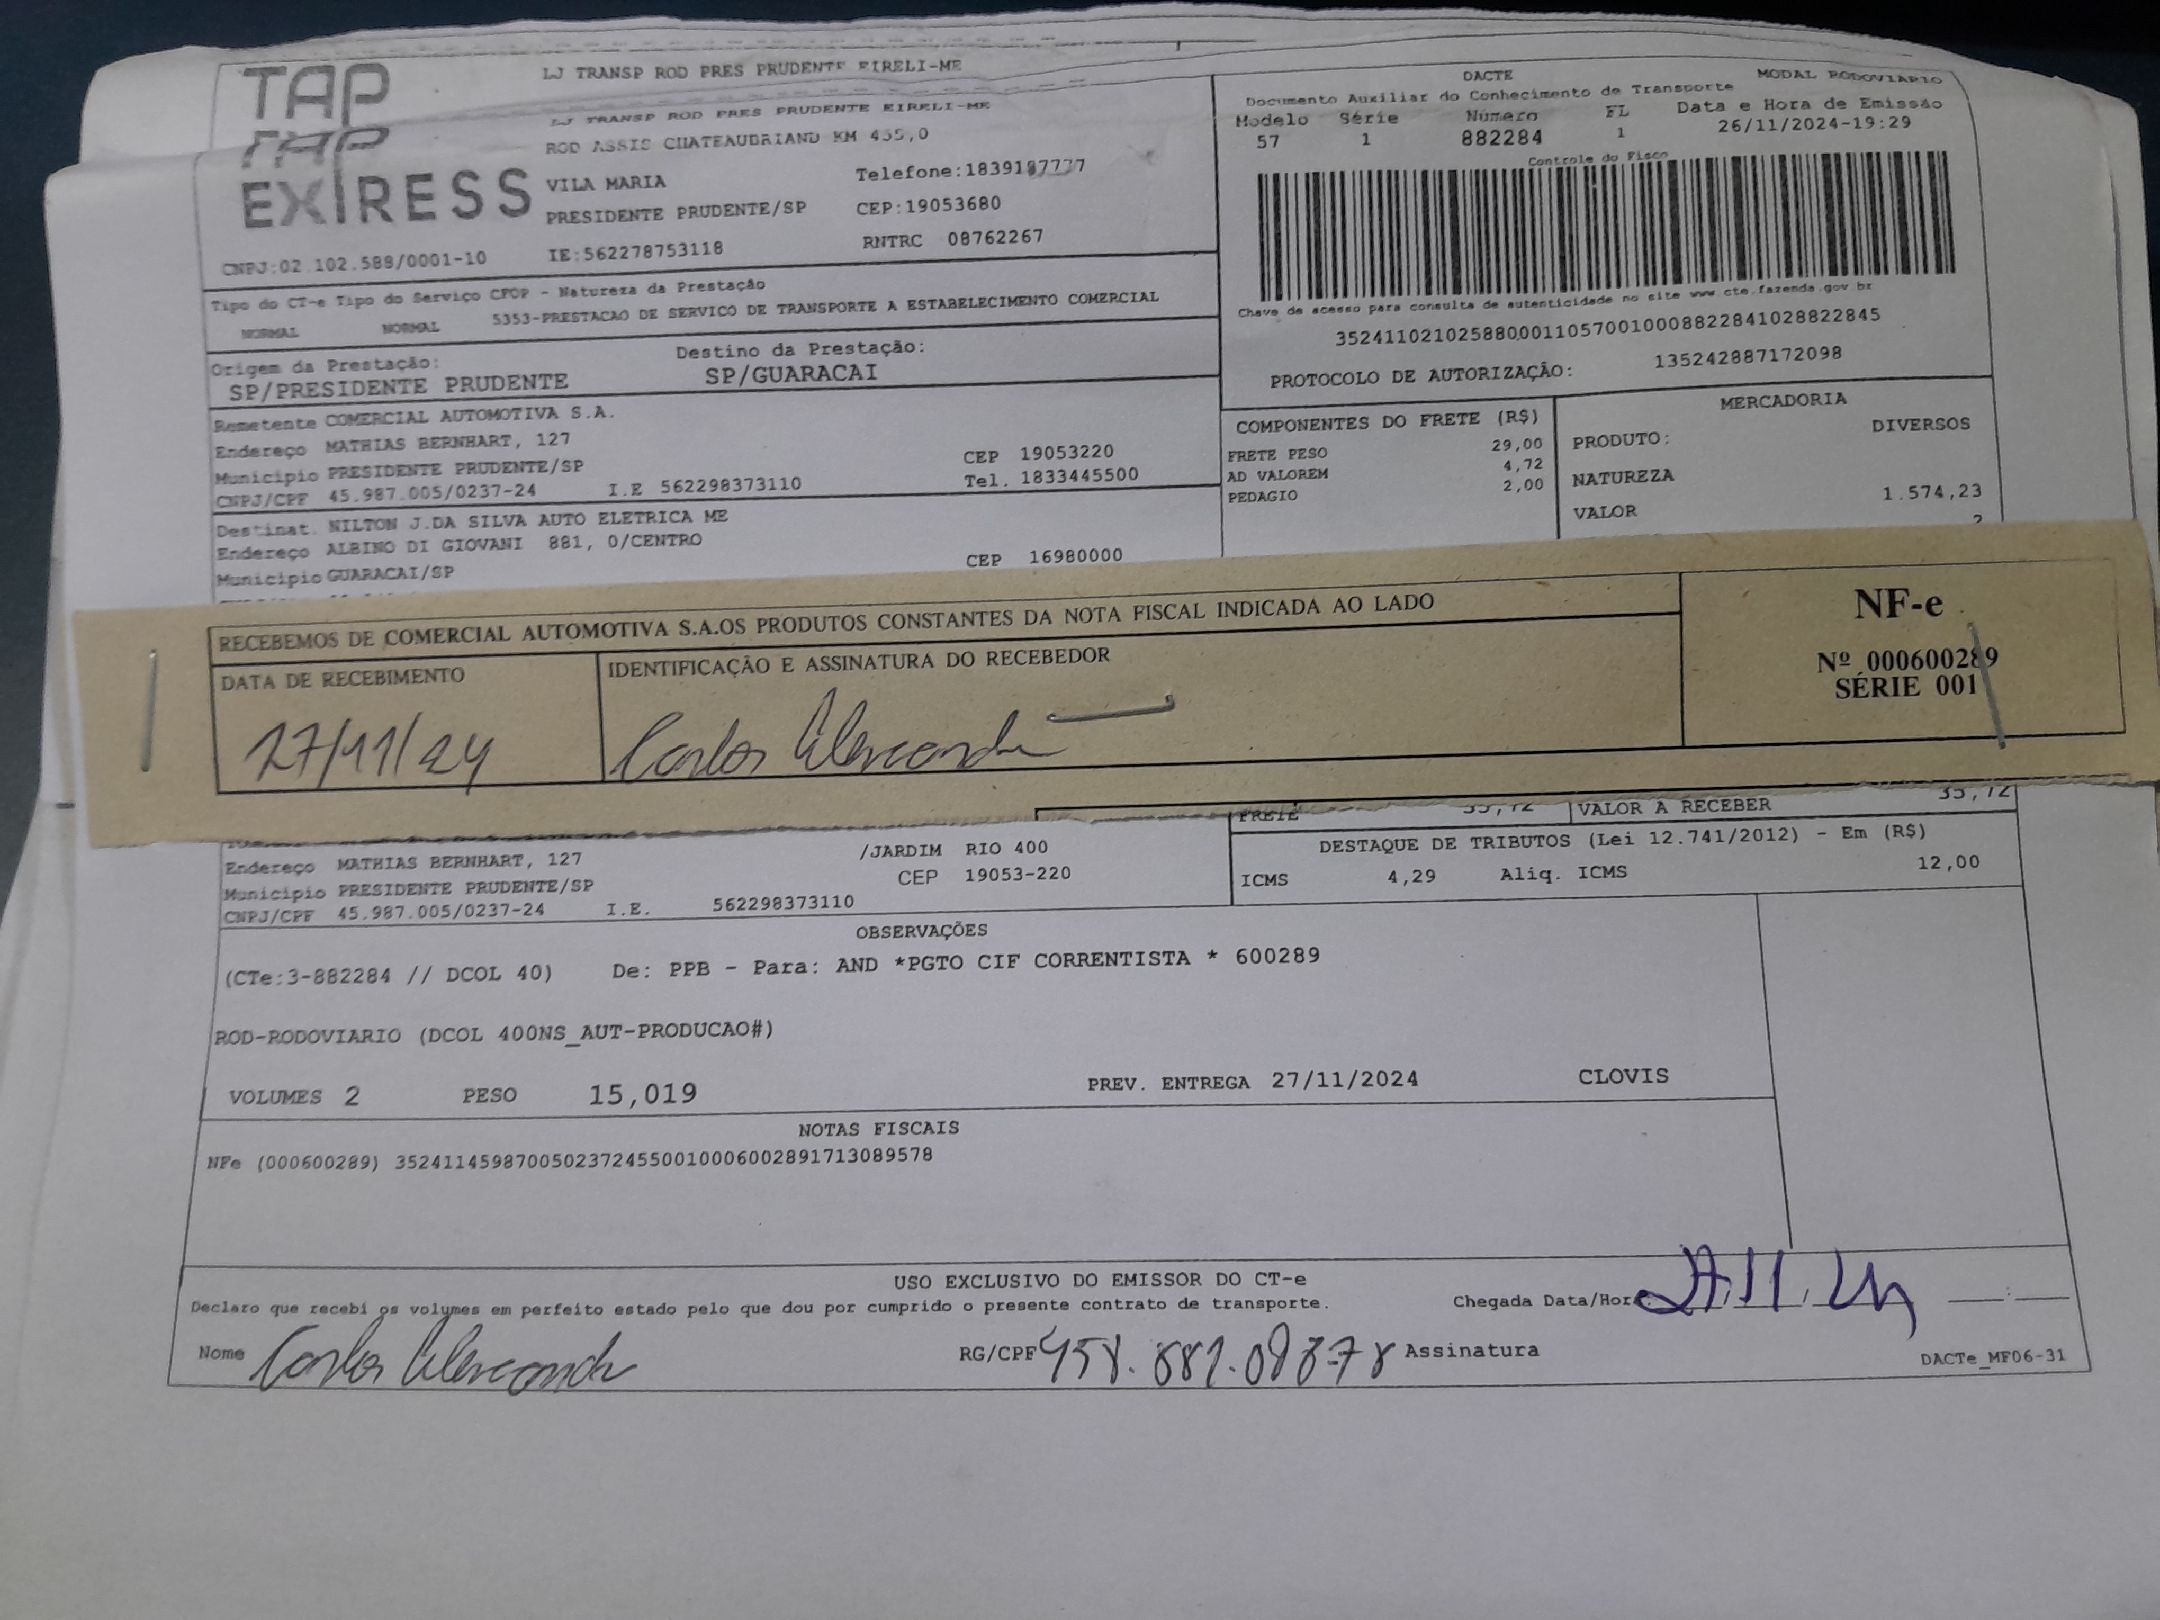 TAP
EXPRESS
LJ TRANSP ROD PRES PRUDENTE EIRELI-ME
LJ TRANSP ROD PRES PRUDENTE EIRELI-ME
ROD ASSIS CHATEAUBRIAND KM 455,0
VILA MARIA
PRESIDENTE PRUDENTE/SP CEP:19053680
CNPJ:02.102.588/0001-10 IE:562278753118 RNTRC 08762267
DACTE MODAL RODOVIARIO
Documento Auxiliar do Conhecimento de Transporte
Modelo Série Número FL Data e Hora de Emissão
57 1 882284 1 26/11/2024-19:29
Controle do Fisco
Chave de acesso para consulta de autenticidade no site www.cte.fazenda.gov.br
35241102102588000110570010008822841028822845
PROTOCOLO DE AUTORIZAÇÃO: 135242887172098
Tipo do CT-e Tipo do Serviço CFOP - Natureza da Prestação
NORMAL NORMAL 5353-PRESTACAO DE SERVICO DE TRANSPORTE A ESTABELECIMENTO COMERCIAL
Origem da Prestação: Destino da Prestação:
SP/PRESIDENTE PRUDENTE SP/GUARACAI
Remetente COMERCIAL AUTOMOTIVA S.A.
Endereço MATHIAS BERNHART, 127
Municipio PRESIDENTE PRUDENTE/SP CEP 19053220
CNPJ/CPF 45.987.005/0237-24 I.E 562298373110 Tel. 1833445500
Destinat. NILTON J.DA SILVA AUTO ELETRICA ME
Endereço ALBINO DI GIOVANI 881, 0/CENTRO
Municipio GUARACAI/SP CEP 16980000
COMPONENTES DO FRETE (R$)
FRETE PESO 29,00
AD VALOREM 4,72
PEDAGIO 2,00
MERCADORIA
PRODUTO: DIVERSOS
NATUREZA
VALOR 1.574,23
2
RECEBEMOS DE COMERCIAL AUTOMOTIVA S.A.OS PRODUTOS CONSTANTES DA NOTA FISCAL INDICADA AO LADO
DATA DE RECEBIMENTO IDENTIFICAÇÃO E ASSINATURA DO RECEBEDOR
27/11/24 Carlos
NF-e
Nº 000600289
SÉRIE 001
FRETE 35,72 VALOR A RECEBER 35,72
DESTAQUE DE TRIBUTOS (Lei 12.741/2012) - Em (R$)
ICMS 4,29 Aliq. ICMS 12,00
Endereço MATHIAS BERNHART, 127 /JARDIM RIO 400
Municipio PRESIDENTE PRUDENTE/SP CEP 19053-220
CNPJ/CPF 45.987.005/0237-24 I.E. 562298373110
OBSERVAÇÕES
(CTe:3-882284 // DCOL 40) De: PPB - Para: AND *PGTO CIF CORRENTISTA * 600289
ROD-RODOVIARIO (DCOL 400NS_AUT-PRODUCAO#)
VOLUMES 2 PESO 15,019 PREV. ENTREGA 27/11/2024 CLOVIS
NOTAS FISCAIS
NFe (000600289) 35241145987005023724550010006002891713089578
USO EXCLUSIVO DO EMISSOR DO CT-e
Declaro que recebi os volumes em perfeito estado pelo que dou por cumprido o presente contrato de transporte. Chegada Data/Hora:
Nome Carlos RG/CPF Assinatura
DACTe_MF06-31